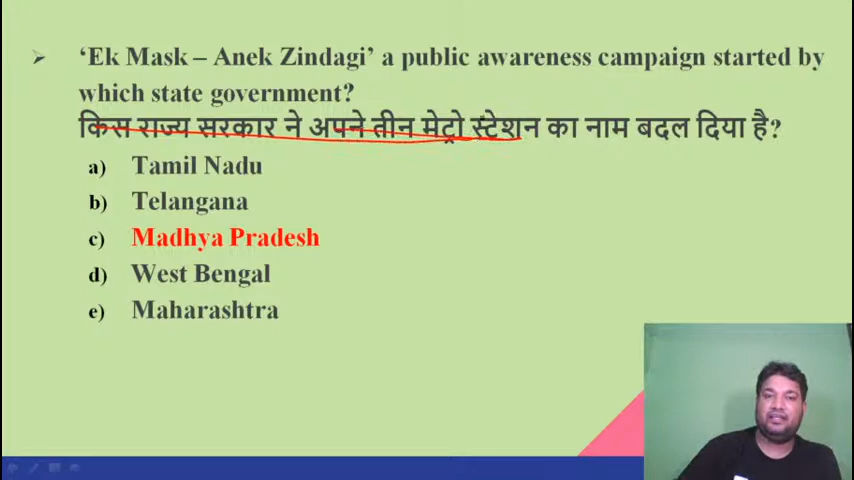 ➢ ‘Ek Mask – Anek Zindagi’ a public awareness campaign started by
which state government?
किस राज्य सरकार ने अपने तीन मेट्रो स्टेशन का नाम बदल दिया है?
a) Tamil Nadu
b) Telangana
c) Madhya Pradesh
d) West Bengal
e) Maharashtra